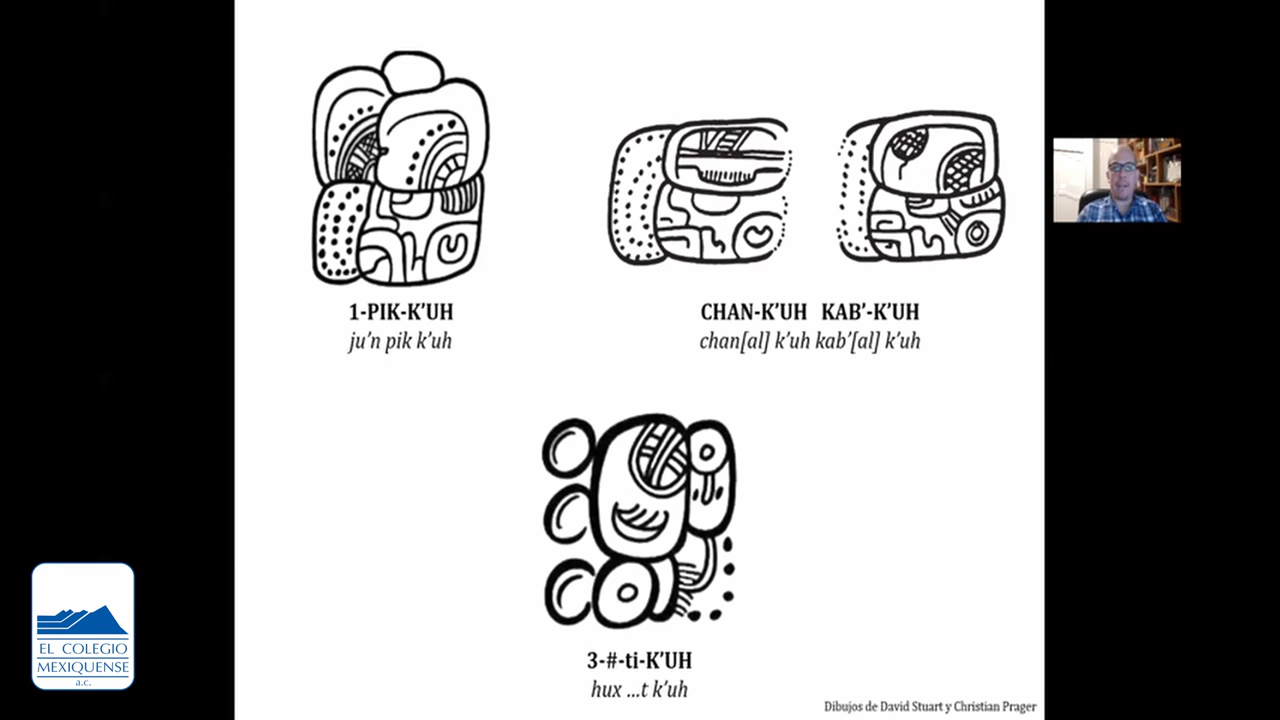 1-PIK-K’UH
ju’n pik k’uh
CHAN-K’UH KAB’-K’UH
chan[al] k’uh kab’[al] k’uh
3-#-ti-K’UH
hux ...t k’uh
Dibujos de David Stuart y Christian Prager
EL COLEGIO
MEXIQUENSE
a.c.